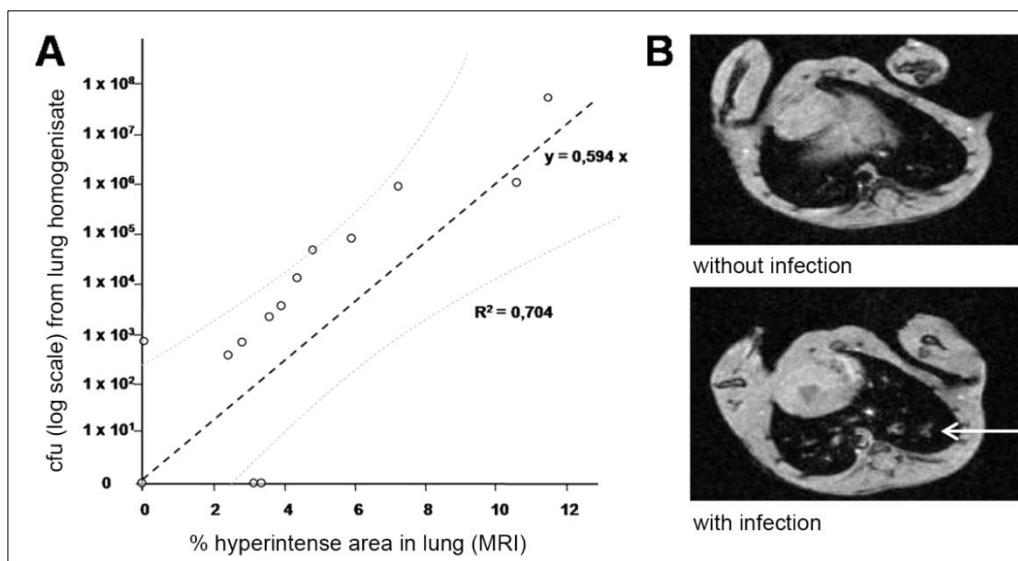 A
cfu (log scale) from lung homogenisate
1 x 10⁸
1 x 10⁷
1 x 10⁶
1 x 10⁵
1 x 10⁴
1 x 10³
1 x 10²
1 x 10¹
0
y = 0,594 x
R² = 0,704
0 2 4 6 8 10 12
% hyperintense area in lung (MRI)
B
without infection
with infection